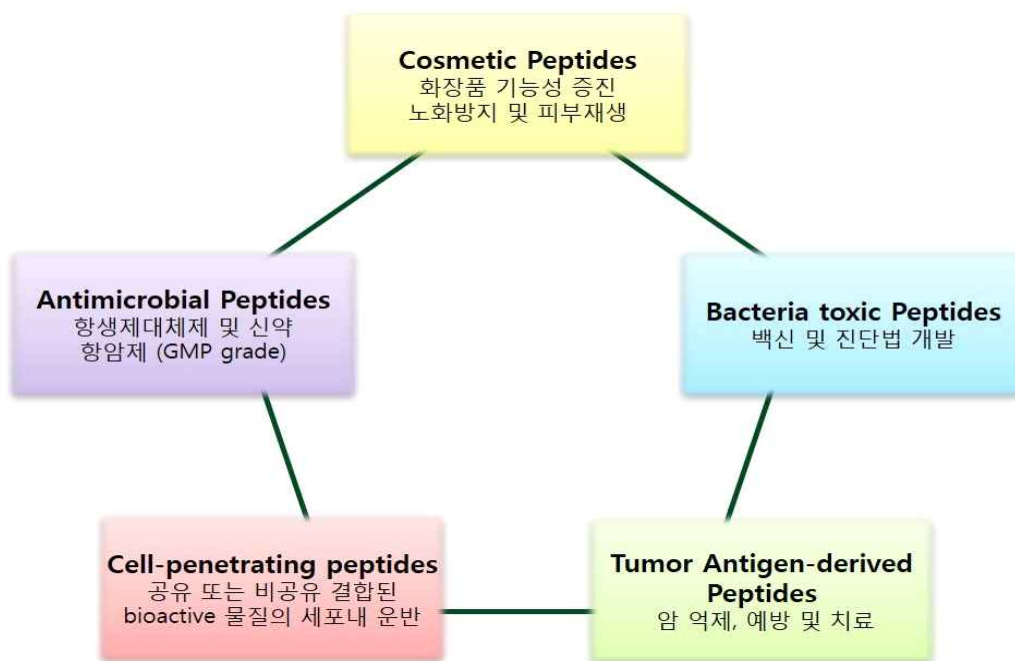 Cosmetic Peptides
화장품 기능성 증진
노화방지 및 피부재생
Antimicrobial Peptides
항생제대체제 및 신약
항암제 (GMP grade)
Bacteria toxic Peptides
백신 및 진단법 개발
Cell-penetrating peptides
공유 또는 비공유 결합된
bioactive 물질의 세포내 운반
Tumor Antigen-derived
Peptides
암 억제, 예방 및 치료